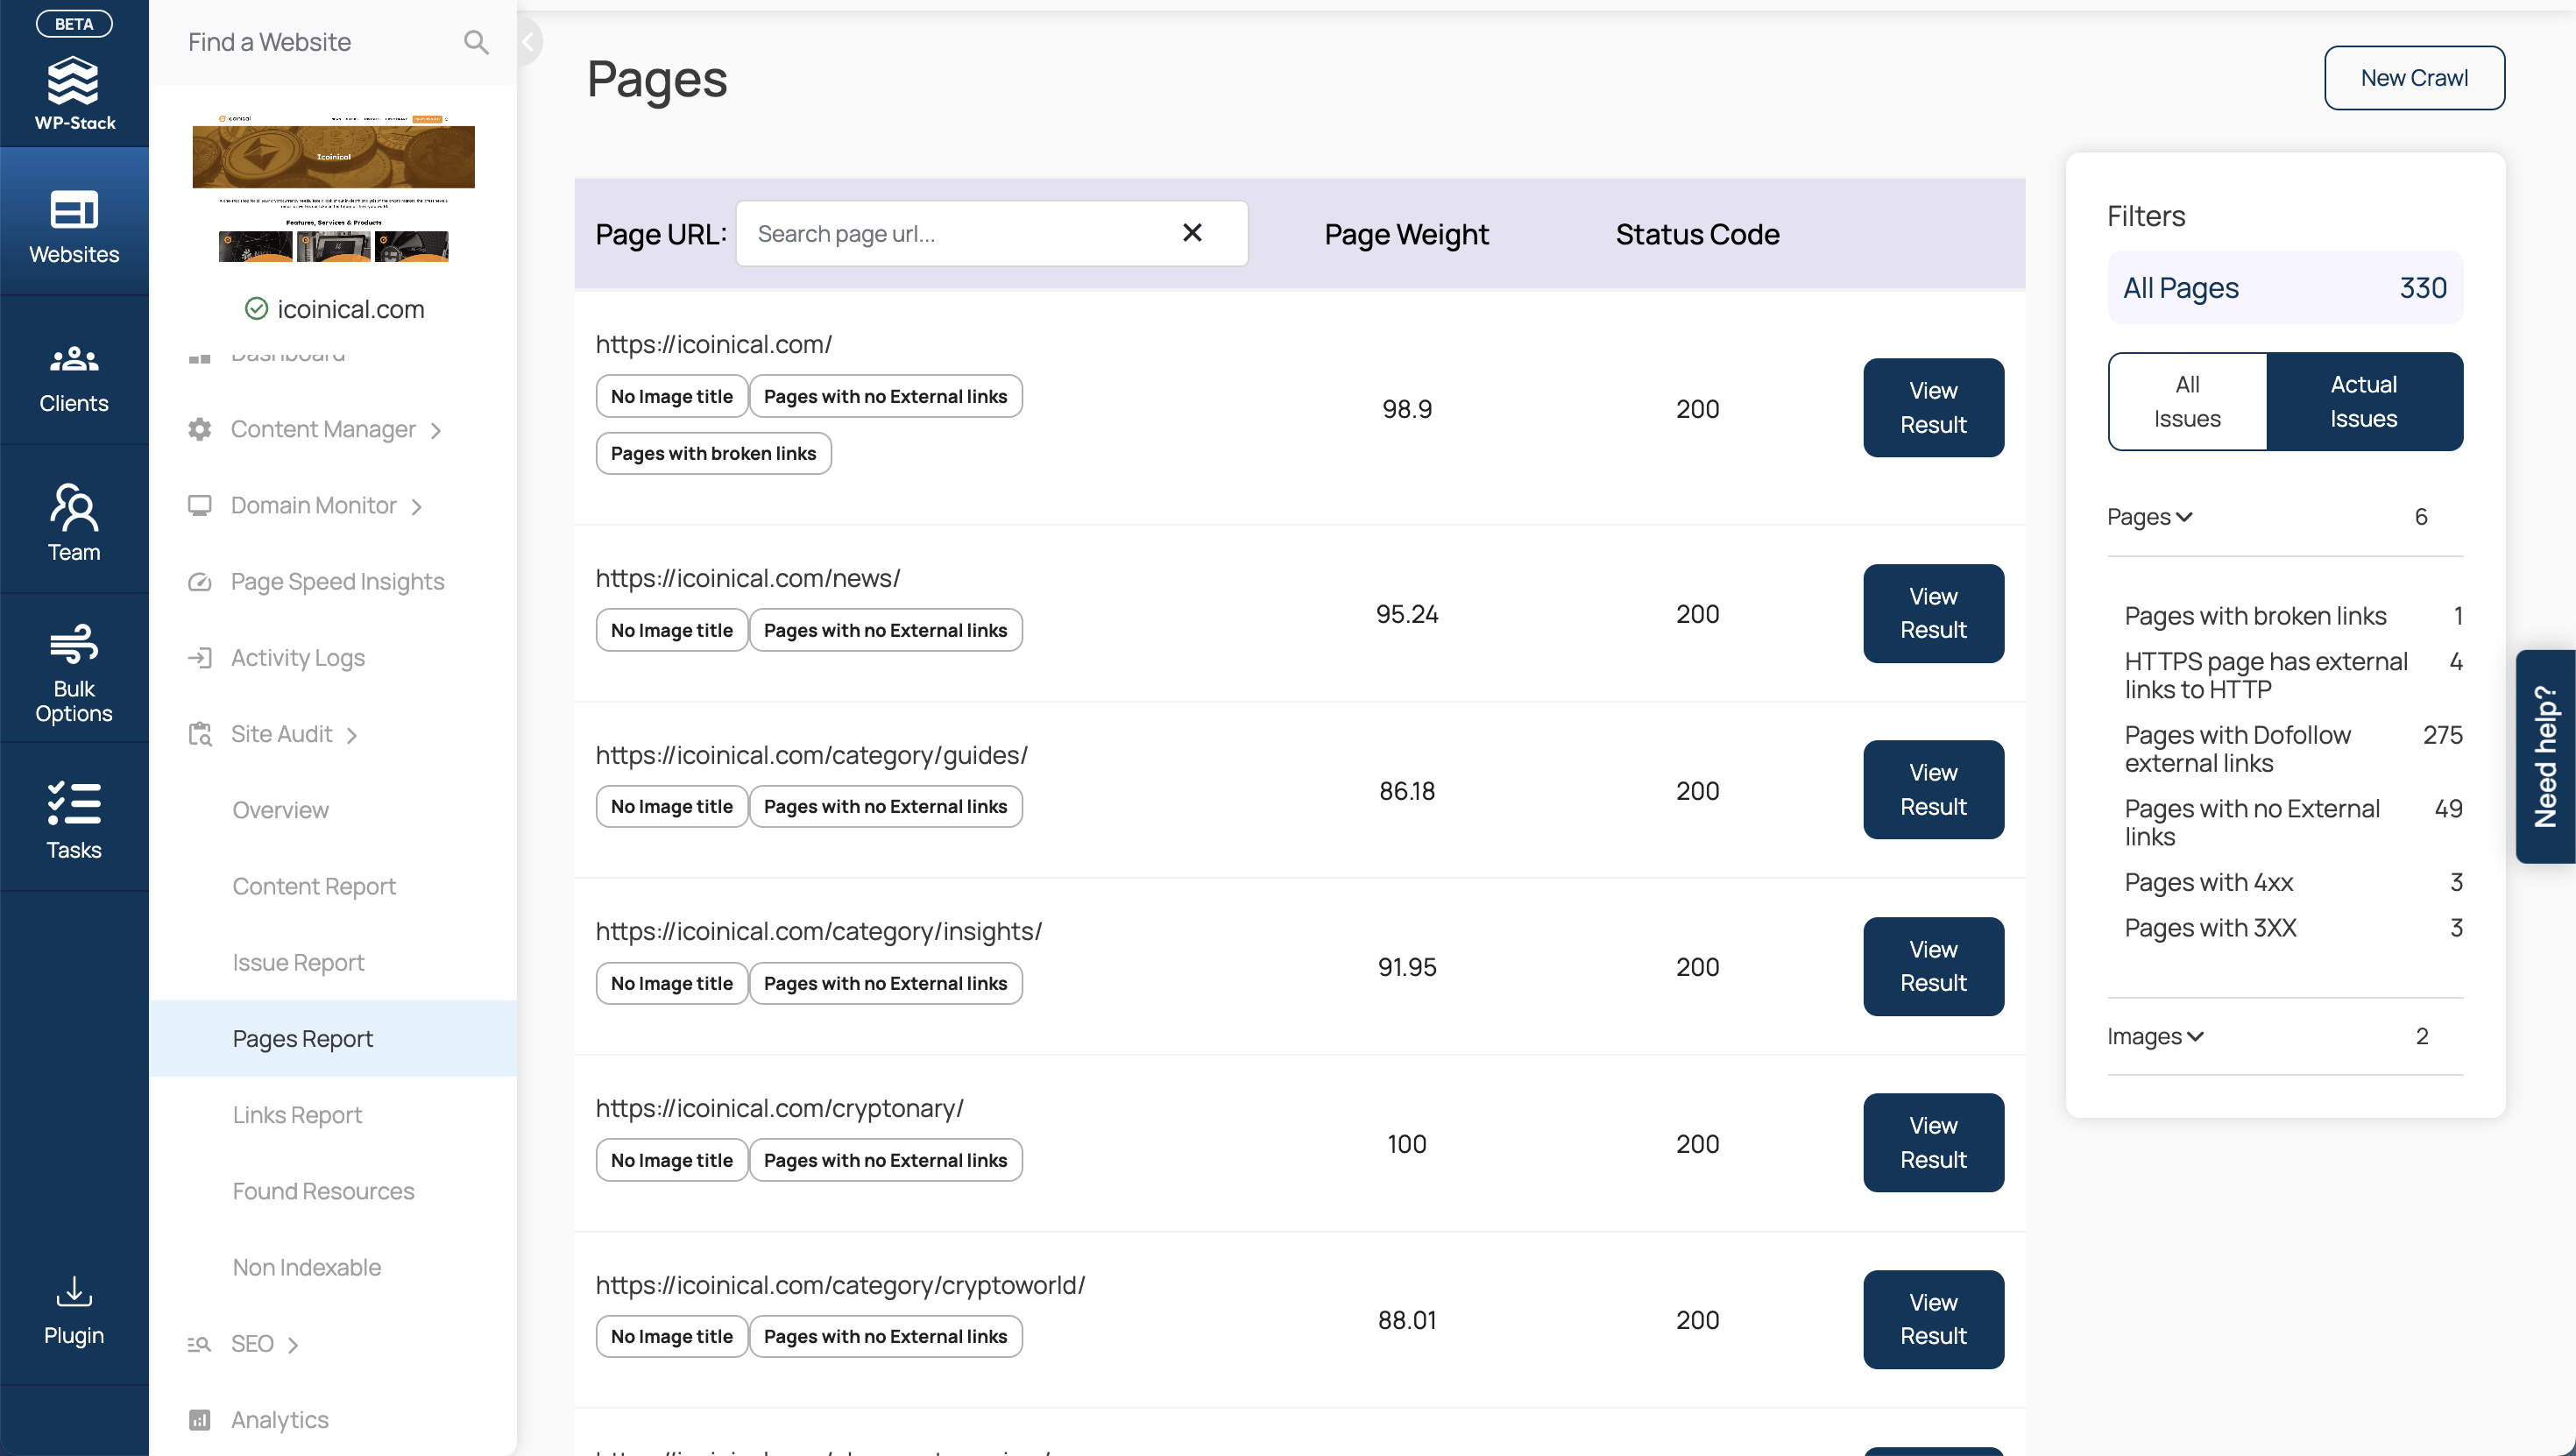 BETA
WP-Stack
Websites
Clients
Team
Bulk
Options
Tasks
Plugin
Find a Website
Icoinical
Features, Services & Products
icoinical.com
Dashboard
Content Manager
Domain Monitor
Page Speed Insights
Activity Logs
Site Audit
Overview
Content Report
Issue Report
Pages Report
Links Report
Found Resources
Non Indexable
SEO
Analytics
Pages
New Crawl
Page URL: Search page url... Page Weight Status Code
https://icoinical.com/
No Image title Pages with no External links
Pages with broken links
98.9 200 View
Result
https://icoinical.com/news/
No Image title Pages with no External links
95.24 200 View
Result
https://icoinical.com/category/guides/
No Image title Pages with no External links
86.18 200 View
Result
https://icoinical.com/category/insights/
No Image title Pages with no External links
91.95 200 View
Result
https://icoinical.com/cryptonary/
No Image title Pages with no External links
100 200 View
Result
https://icoinical.com/category/cryptoworld/
No Image title Pages with no External links
88.01 200 View
Result
Filters
All Pages 330
All
Issues
Actual
Issues
Pages 6
Pages with broken links 1
HTTPS page has external 4
links to HTTP
Pages with Dofollow 275
external links
Pages with no External 49
links
Pages with 4xx 3
Pages with 3XX 3
Images 2
Need help?